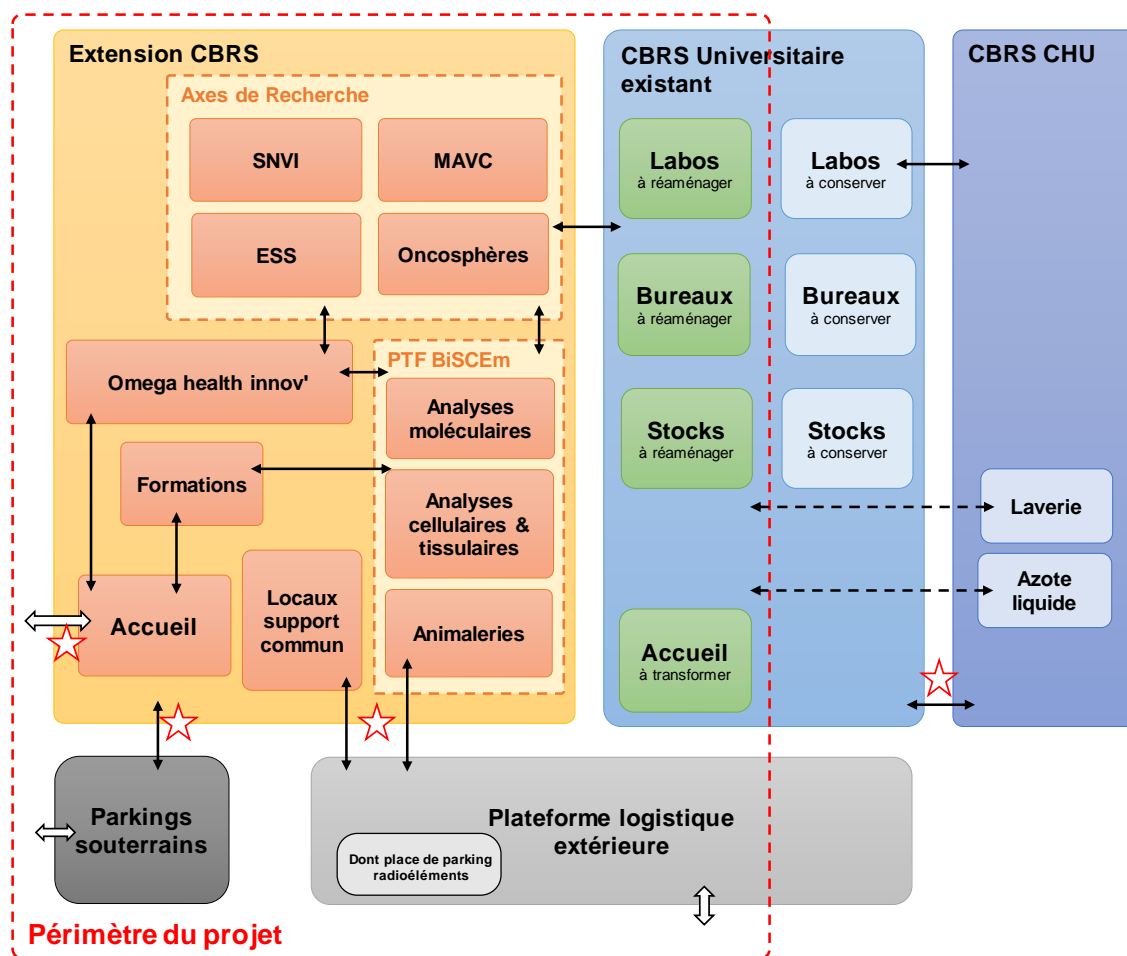 Extension CBRS
Axes de Recherche
SNVI
MAVC
ESS
Oncosphères
Omega health innov'
PTF BiSCEm
Analyses
moléculaires
Formations
Analyses
cellulaires &
tissulaires
Accueil
Locaux
support
commun
Animaleries
CBRS Universitaire
existant
Labos
à réaménager
Labos
à conserver
Bureaux
à réaménager
Bureaux
à conserver
Stocks
à réaménager
Stocks
à conserver
Accueil
à transformer
CBRS CHU
Laverie
Azote
liquide
Parkings
souterrains
Plateforme logistique
extérieure
Dont place de parking
radioéléments
Périmètre du projet